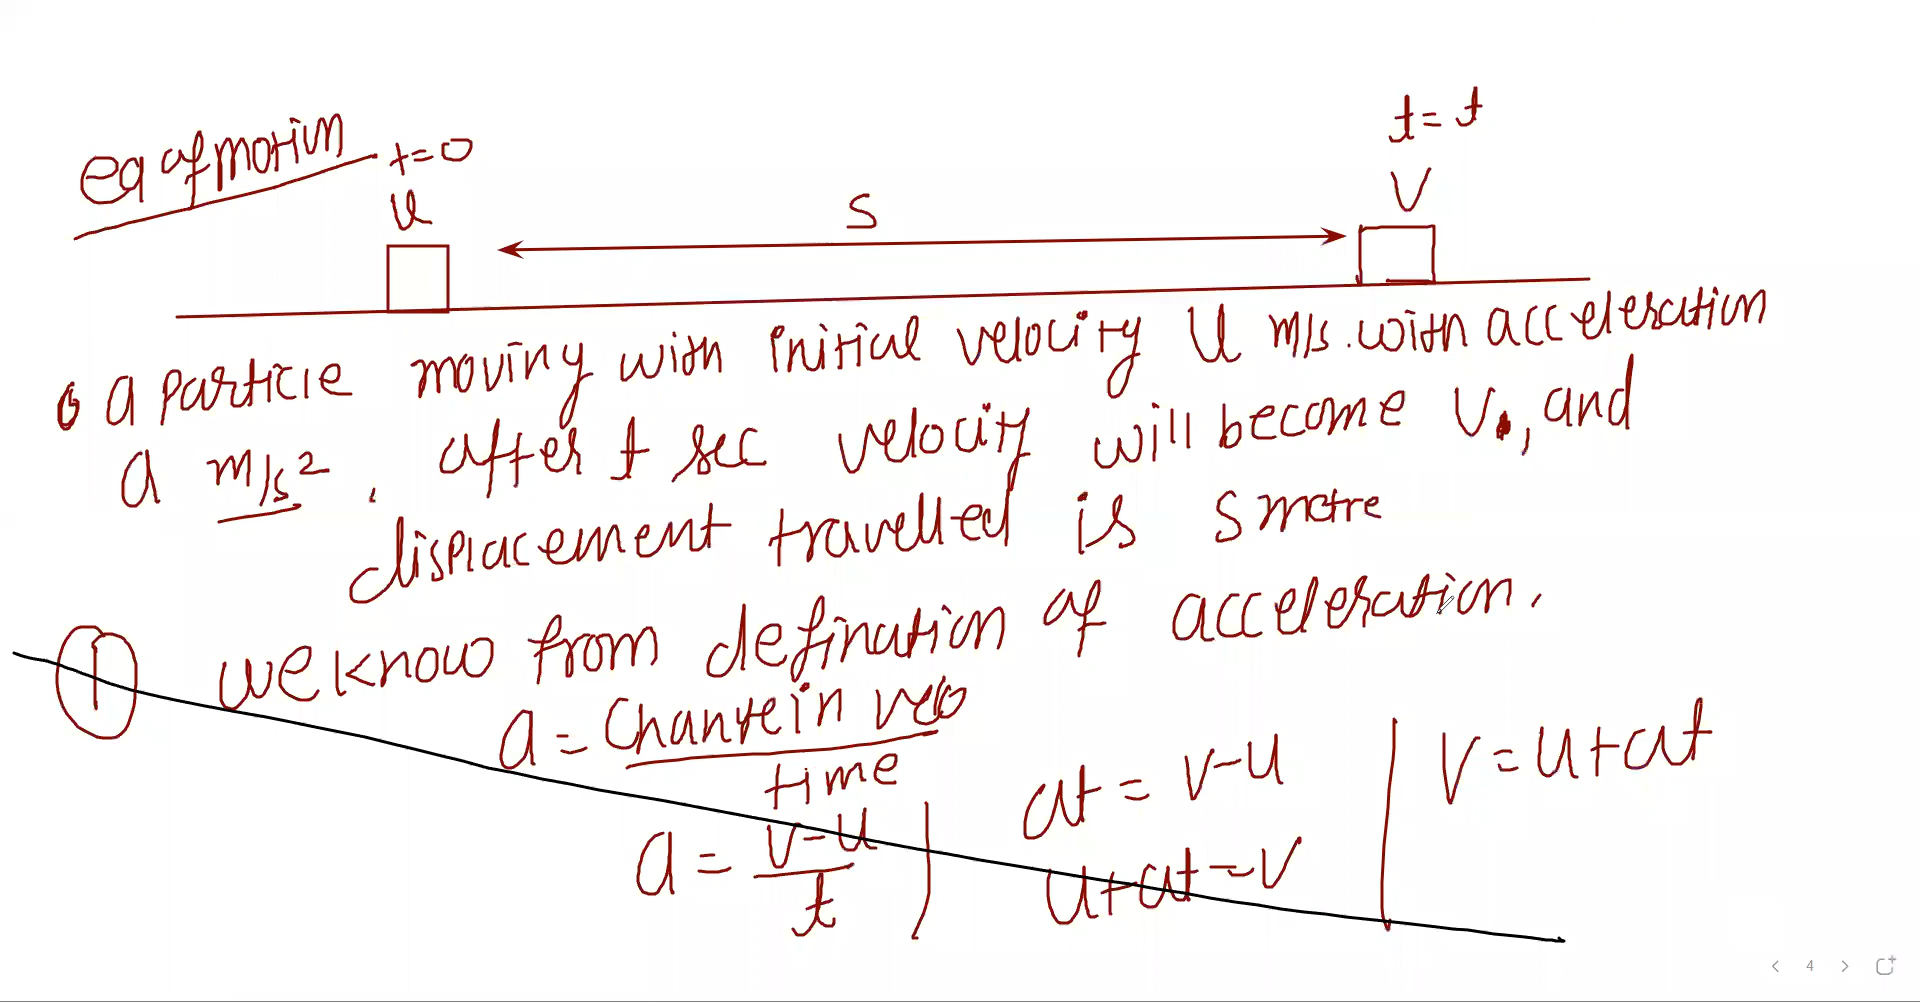 eq of motion
t=0
u
s
t= t
V
a particle moving with initial velocity U m/s. with acceleration
a m/s2 . after t sec velocity will become V, and
displacement travelled is s metre
1 we know from defination of acceleration.
a = Change in velo
time
a = v-u
t
at = v-u
u+at=v
V=u+at
4